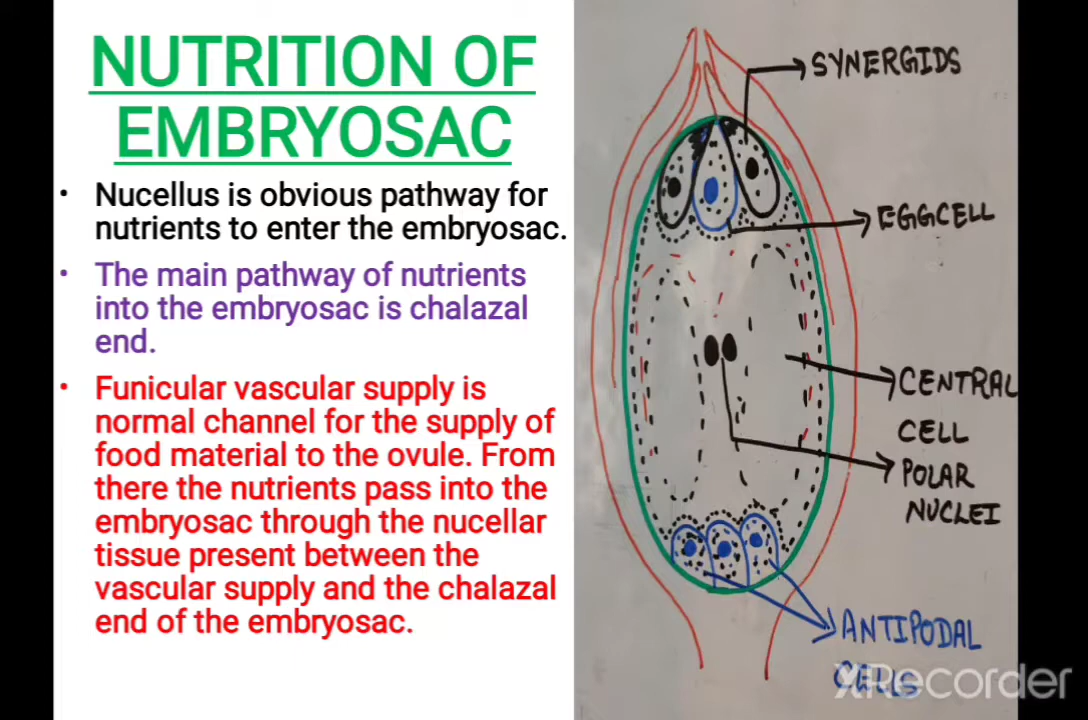 NUTRITION OF
EMBRYOSAC
• Nucellus is obvious pathway for
nutrients to enter the embryosac.
• The main pathway of nutrients
into the embryosac is chalazal
end.
• Funicular vascular supply is
normal channel for the supply of
food material to the ovule. From
there the nutrients pass into the
embryosac through the nucellar
tissue present between the
vascular supply and the chalazal
end of the embryosac.
SYNERGIDS
EGGCELL
CENTRAL
CELL
POLAR
NUCLEI
ANTIPODAL
CELLS
XRecorder